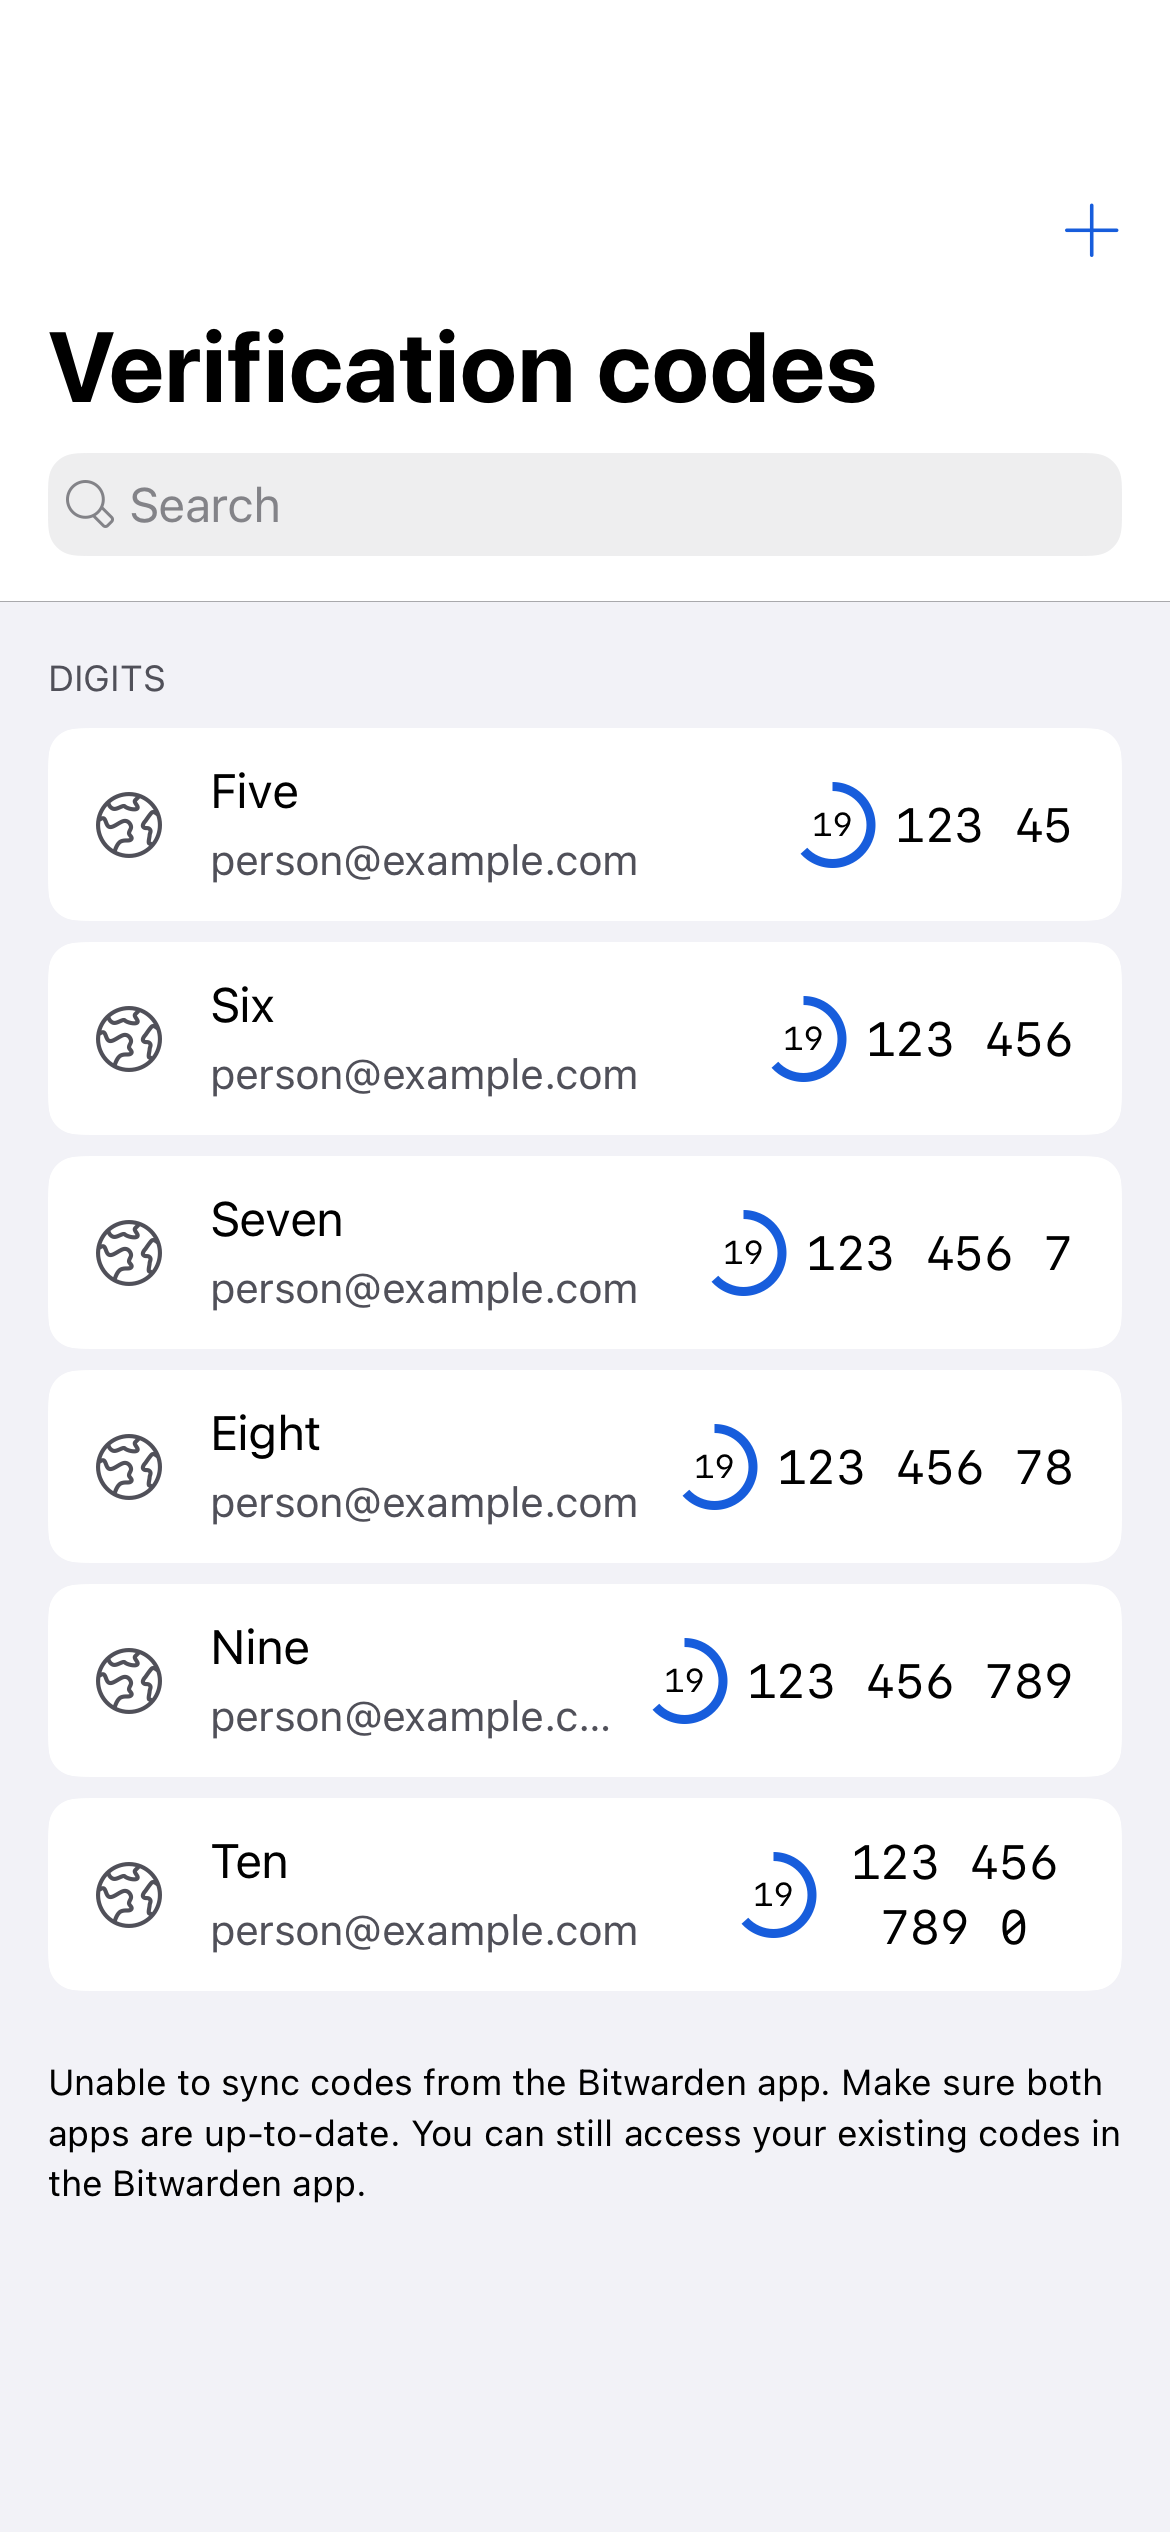 Verification codes
Search
DIGITS
Five
person@example.com
19
123 45
Six
person@example.com
19
123 456
Seven
person@example.com
19
123 456 7
Eight
person@example.com
19
123 456 78
Nine
person@example.c...
19
123 456 789
Ten
person@example.com
19
123 456
789 0
Unable to sync codes from the Bitwarden app. Make sure both
apps are up-to-date. You can still access your existing codes in
the Bitwarden app.